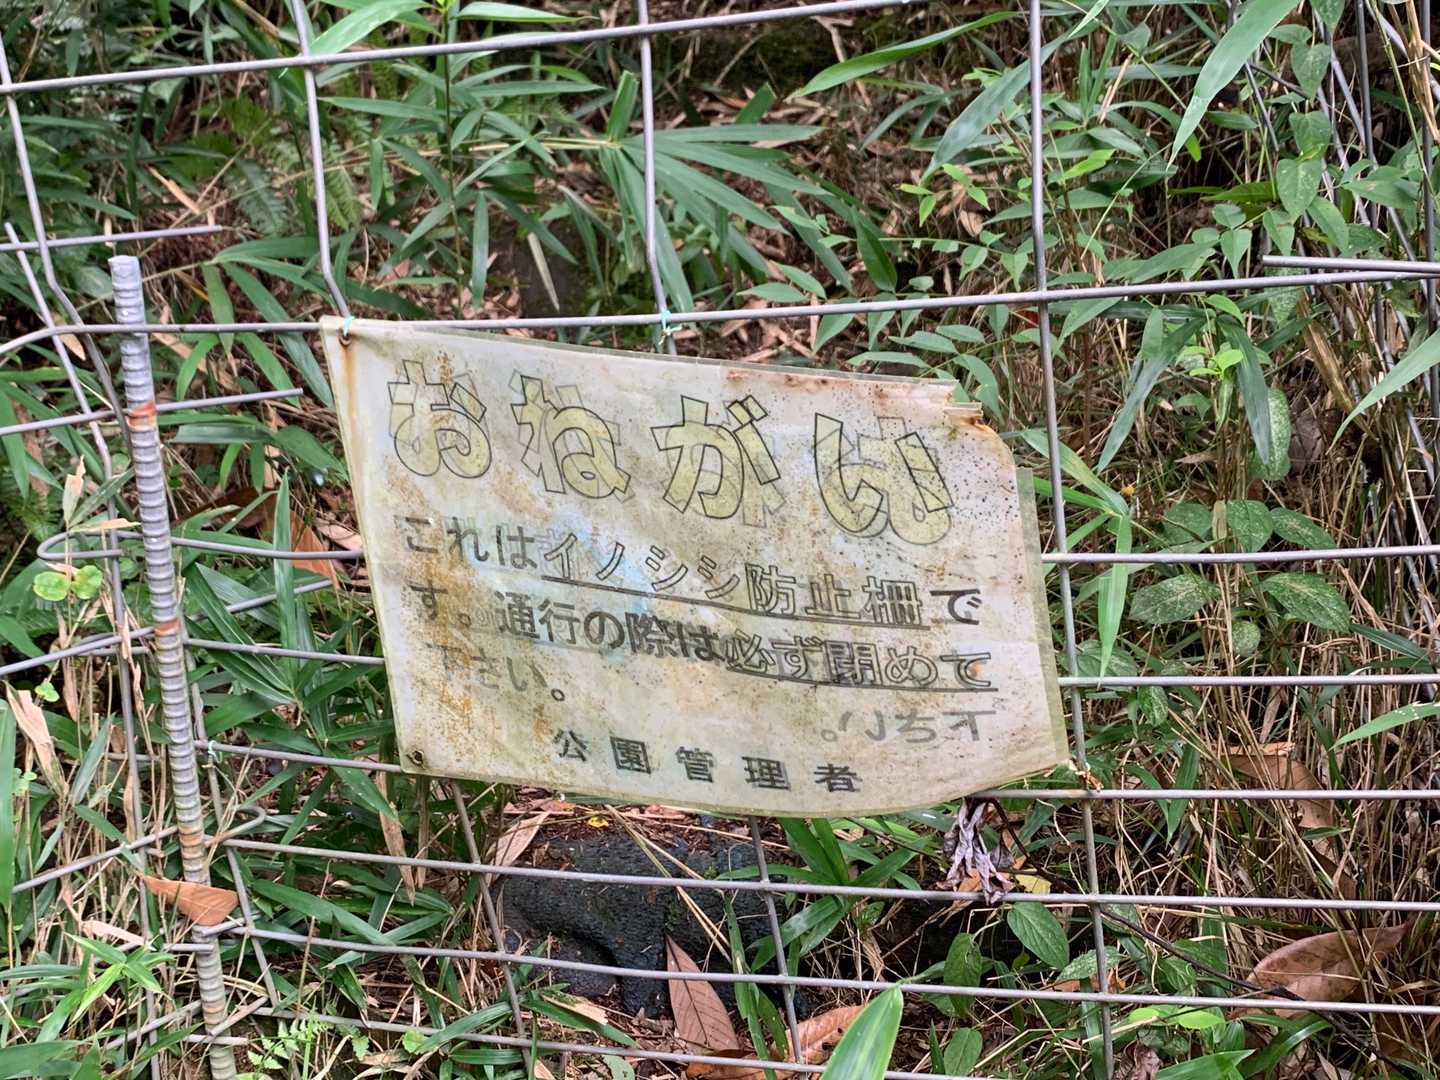 おねがい
これはイノシシ防止柵で
す。通行の際は必ず閉めて
下さい。
公園管理者